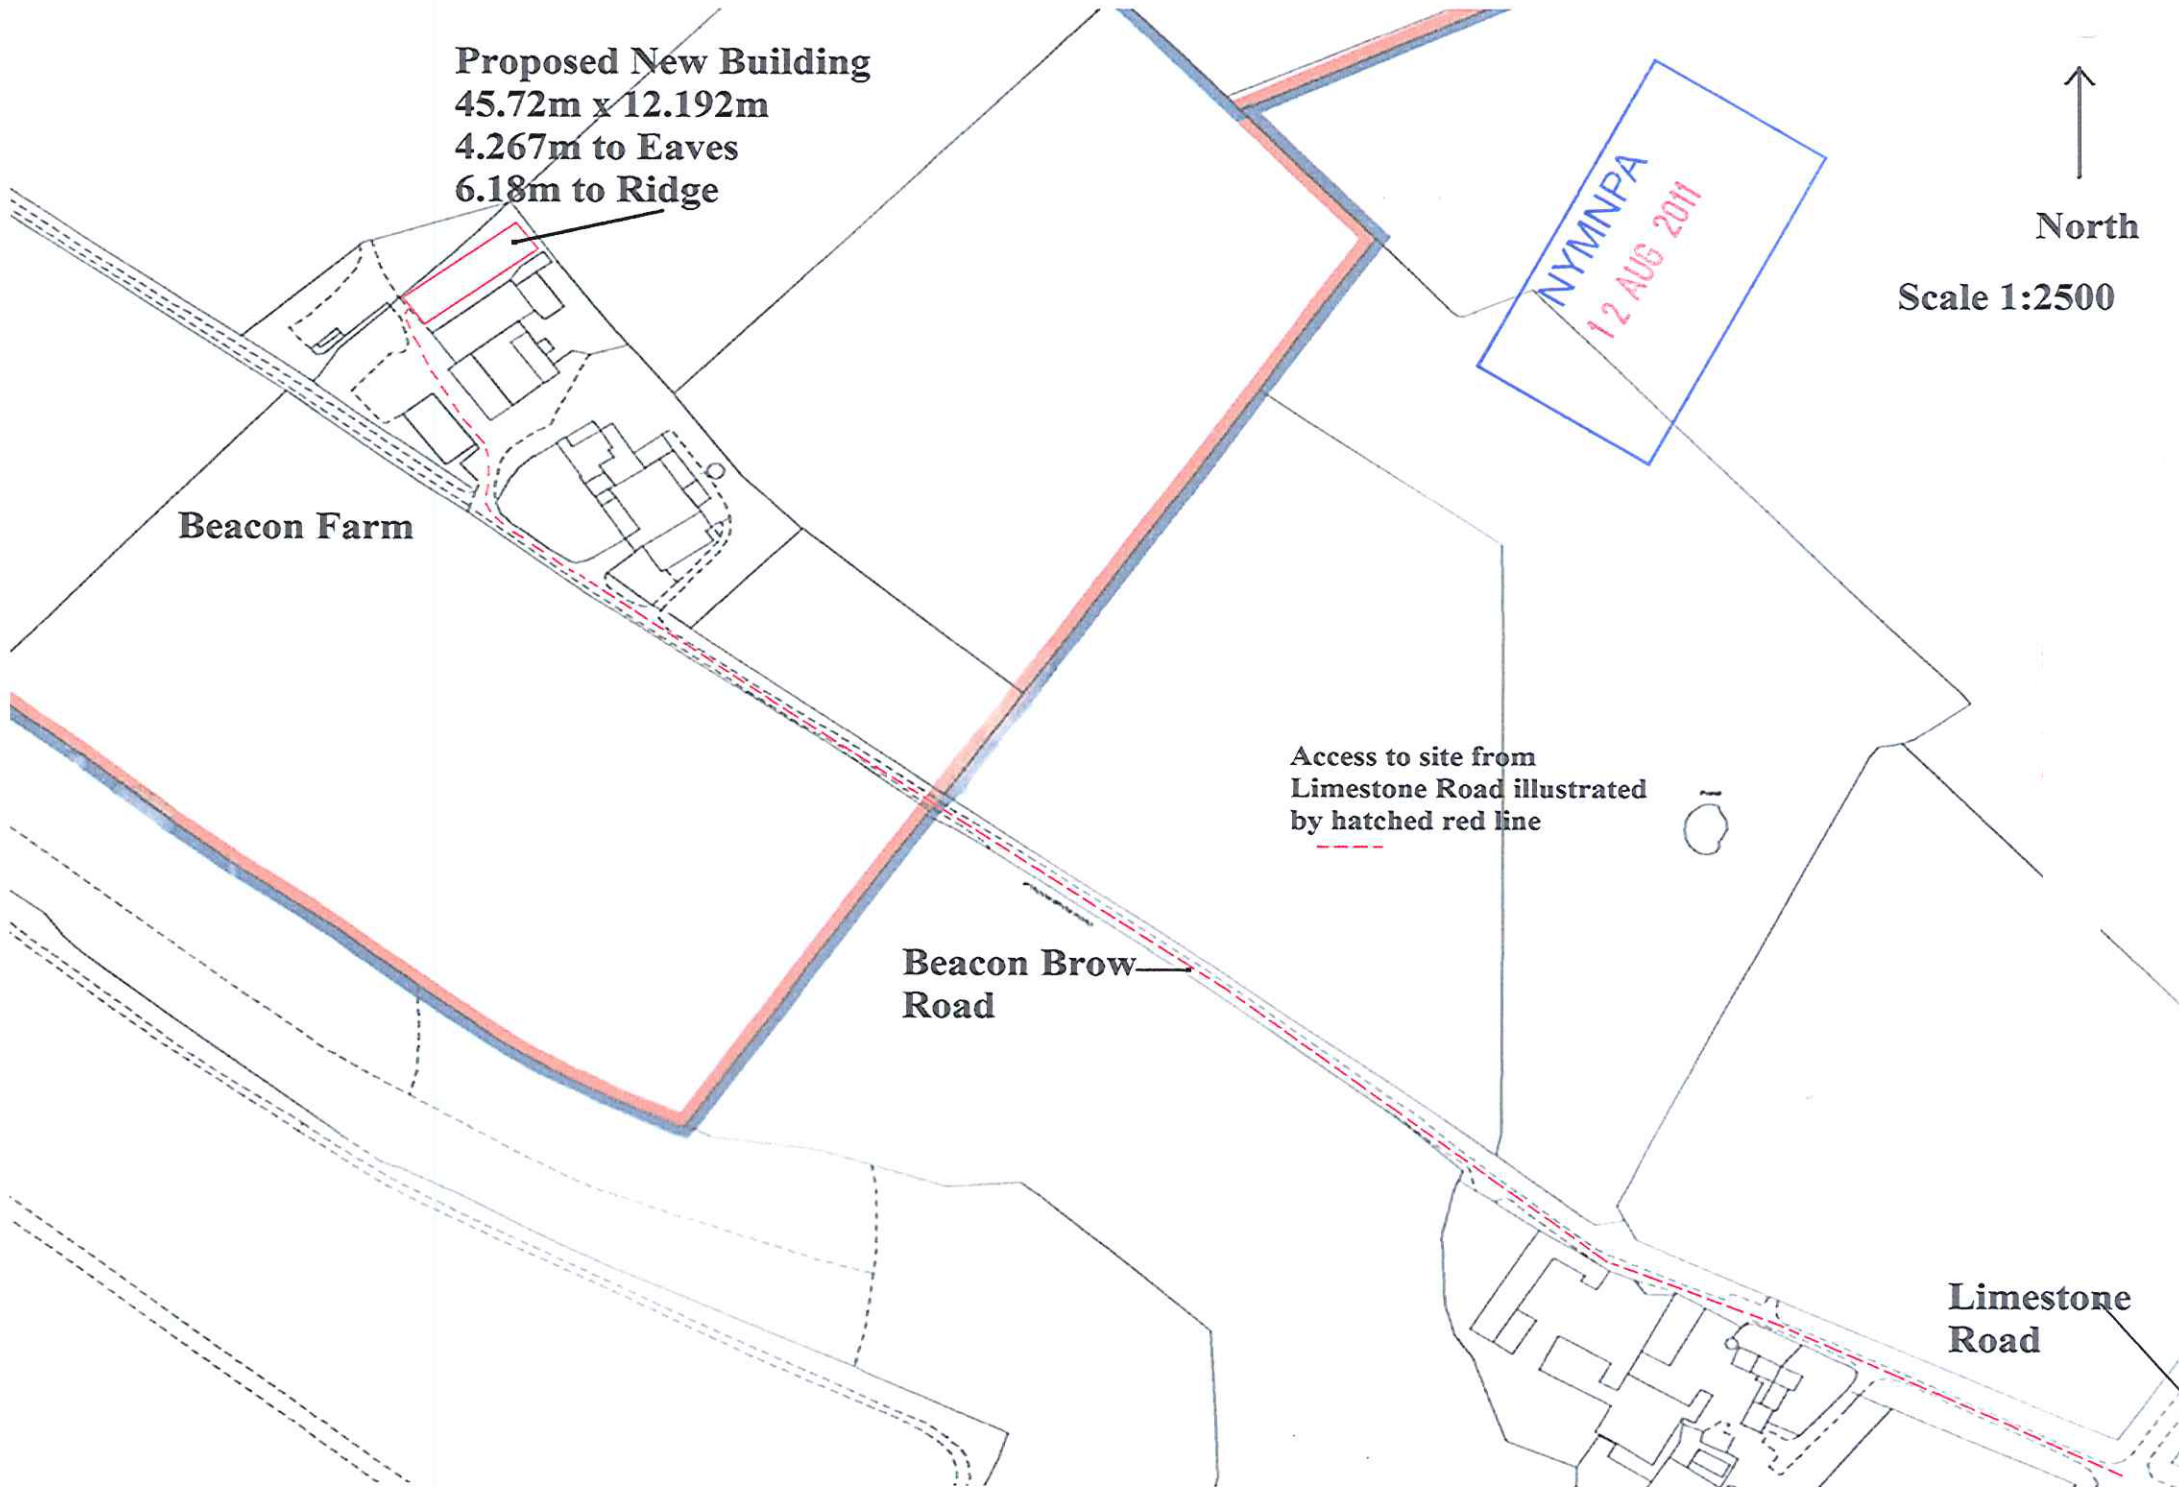 Proposed New Building
45.72m x 12.192m
4.267m to Eaves
6.18m to Ridge
NYMNPA
12 AUG 2011
North
Scale 1:2500
Beacon Farm
Access to site from
Limestone Road illustrated
by hatched red line
Beacon Brow
Road
Limestone
Road